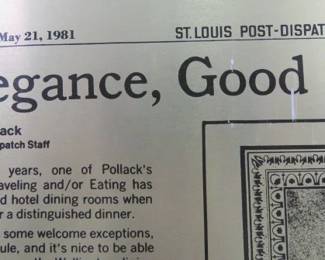 May 21, 1981
ST. LOUIS POST-DISPAT
egance, Good
ack
patch Staff
years, one of Pollack's
aveling and/or Eating has
d hotel dining rooms when
r a distinguished dinner.
some welcome exceptions,
ule, and it's nice to be able